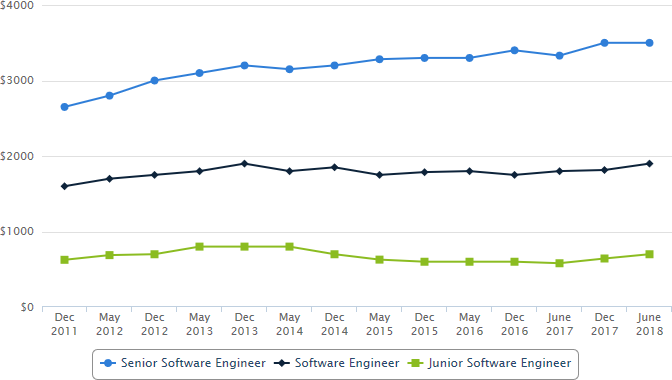 $4000
$3000
$2000
$1000
$0
Dec May Dec May Dec May Dec May Dec May Dec June Dec June
2011 2012 2012 2013 2013 2014 2014 2015 2015 2016 2016 2017 2017 2018
Senior Software Engineer Software Engineer Junior Software Engineer